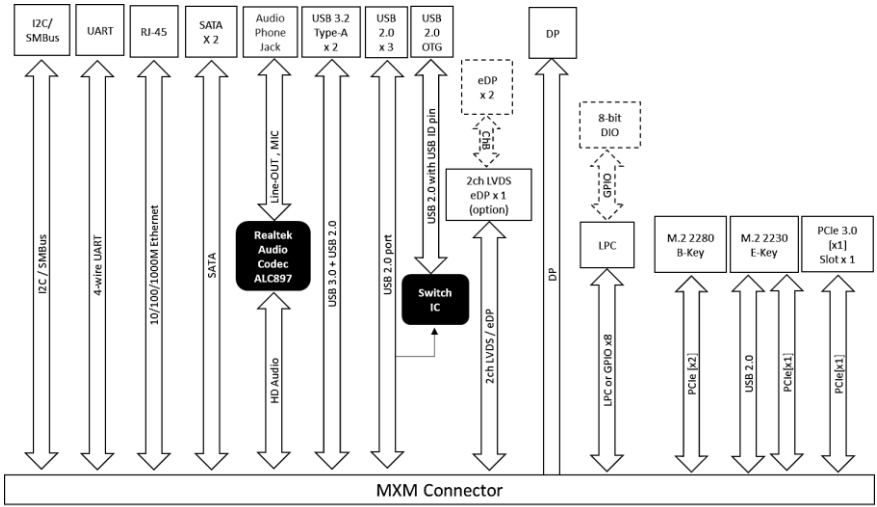 I2C/
SMBus
UART
RJ-45
SATA
X 2
Audio
Phone
Jack
USB 3.2
Type-A
x 2
USB
2.0
x 3
USB
2.0
OTG
DP
eDP
x 2
8-bit
DIO
ChB
GPIO
2ch LVDS
eDP x 1
(option)
LPC
M.2 2280
B-Key
M.2 2230
E-Key
PCIe 3.0
[x1]
Slot x 1
Realtek
Audio
Codec
ALC897
Switch
IC
I2C / SMBus
4-wire UART
10/100/1000M Ethernet
SATA
Line-OUT , MIC
HD Audio
USB 3.0 + USB 2.0
USB 2.0 port
USB 2.0 with USB ID pin
2ch LVDS / eDP
DP
LPC or GPIO x8
PCIe [x2]
USB 2.0
PCIe[x1]
PCIe[x1]
MXM Connector